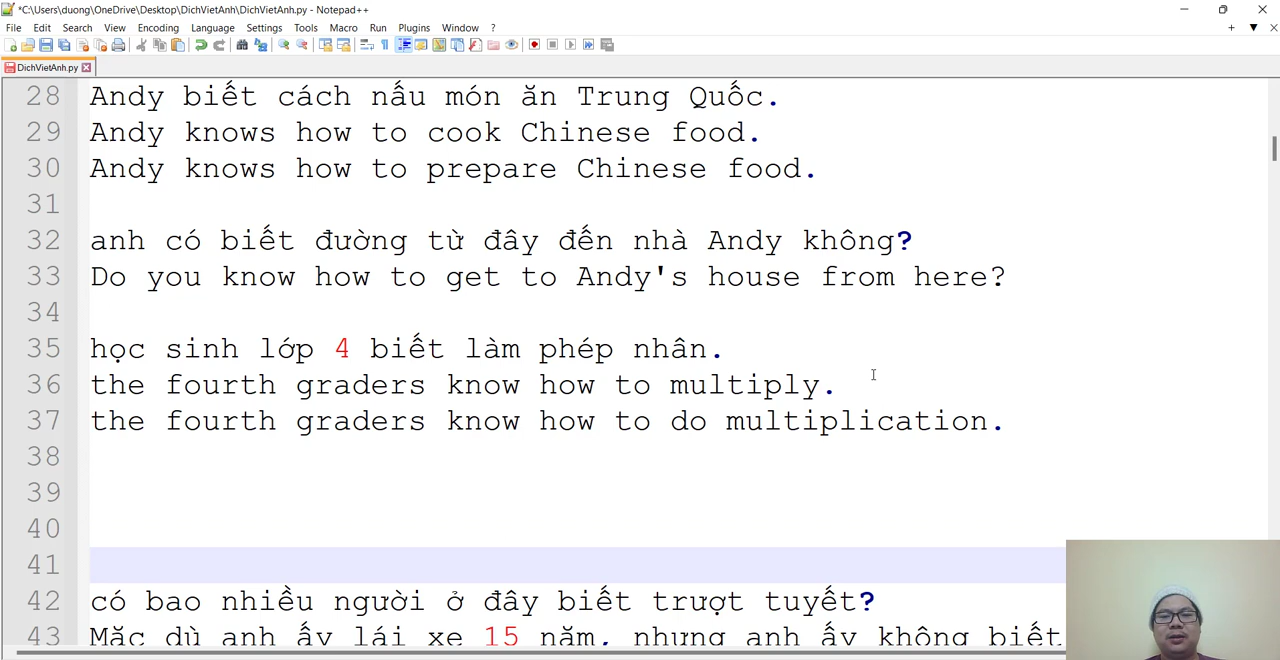 *C:\Users\duong\OneDrive\Desktop\DichVietAnh\DichVietAnh.py - Notepad++
File Edit Search View Encoding Language Settings Tools Macro Run Plugins Window ?
DichVietAnh.py
28 Andy biết cách nấu món ăn Trung Quốc.
29 Andy knows how to cook Chinese food.
30 Andy knows how to prepare Chinese food.
31
32 anh có biết đường từ đây đến nhà Andy không?
33 Do you know how to get to Andy's house from here?
34
35 học sinh lớp 4 biết làm phép nhân.
36 the fourth graders know how to multiply.
37 the fourth graders know how to do multiplication.
38
39
40
41
42 có bao nhiều người ở đây biết trượt tuyết?
43 Mặc dù anh ấy lái xe 15 năm, nhưng anh ấy không biết